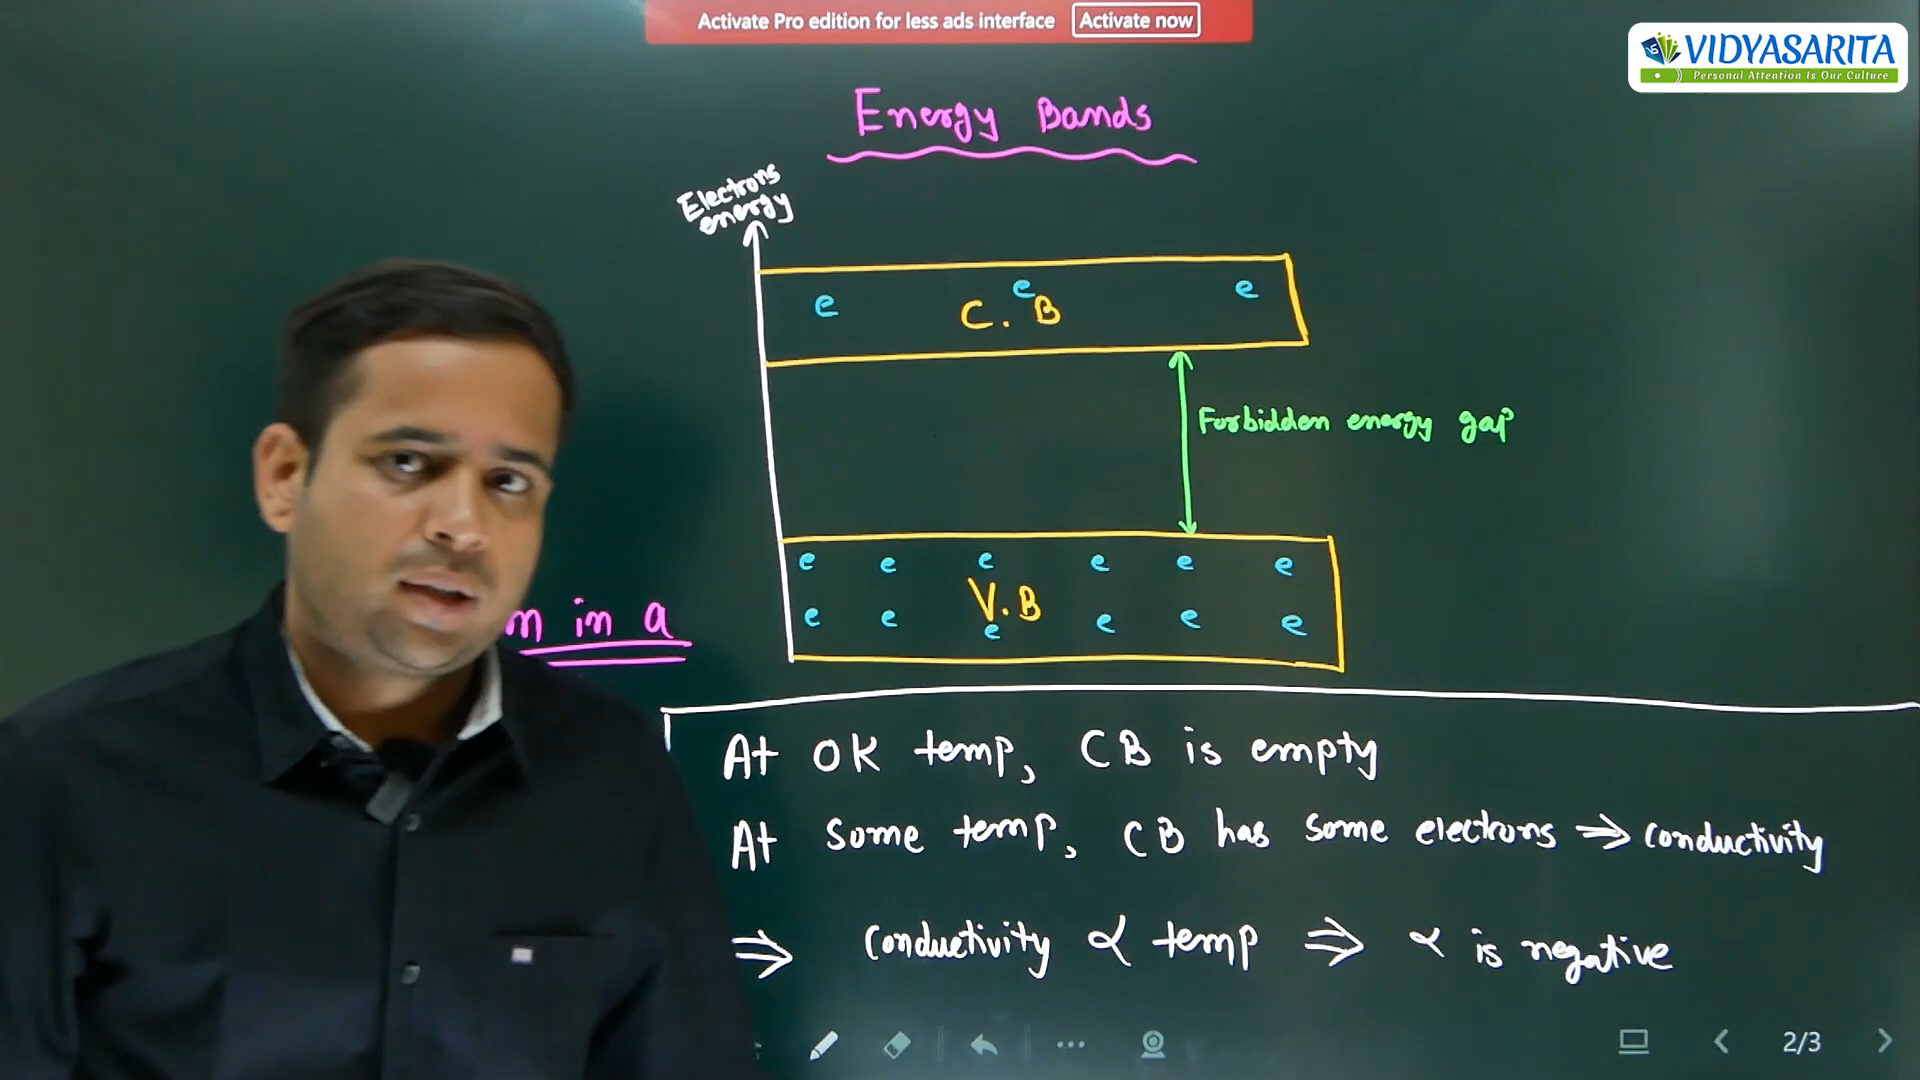 Activate Pro edition for less ads interface Activate now
VIDYASARITA
Personal Attention Is Our Culture
Energy Bands
Electrons
energy
e e e
C.B
Forbidden energy gap
e e e e e e
V.B
e e e e e e
in a
At 0K temp, CB is empty
At some temp, CB has some electrons ⇒ conductivity
⇒ conductivity ∝ temp ⇒ ∝ is negative
2/3